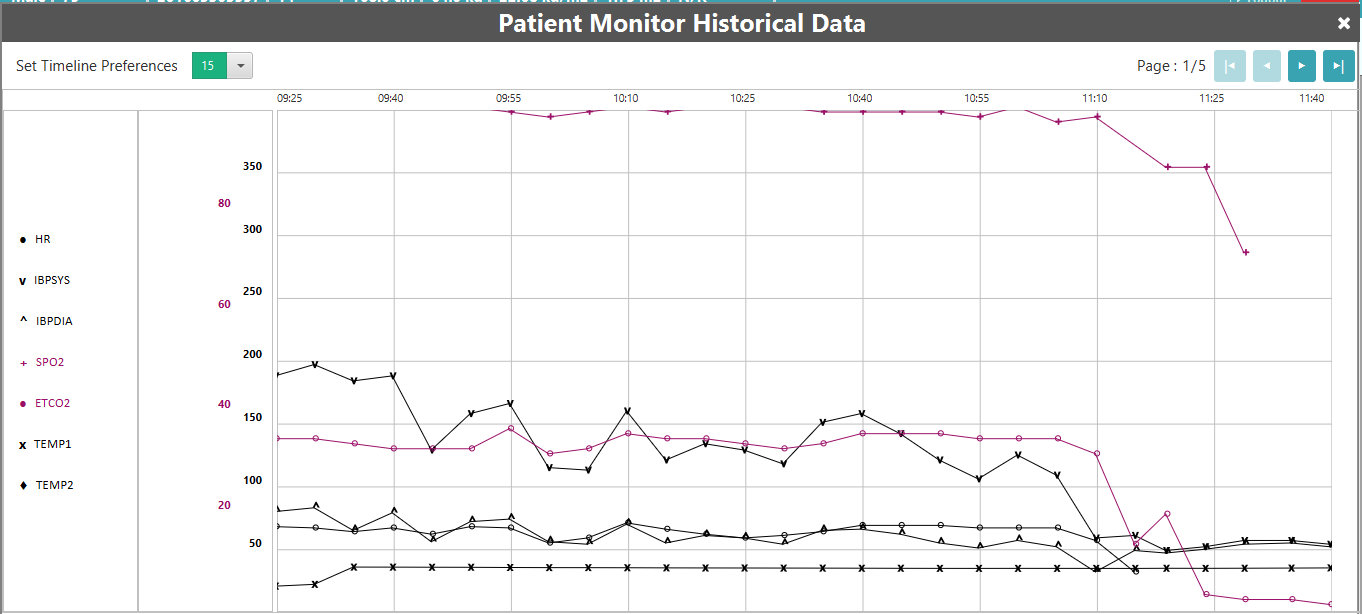 Patient Monitor Historical Data
Set Timeline Preferences 15 Page : 1/5
09:25 09:40 09:55 10:10 10:25 10:40 10:55 11:10 11:25 11:40
350
80
300
HR
250
v IBPSYS
60
^ IBPDIA
200
+ SPO2
ETCO2 40
150
x TEMP1
100
TEMP2
20
50